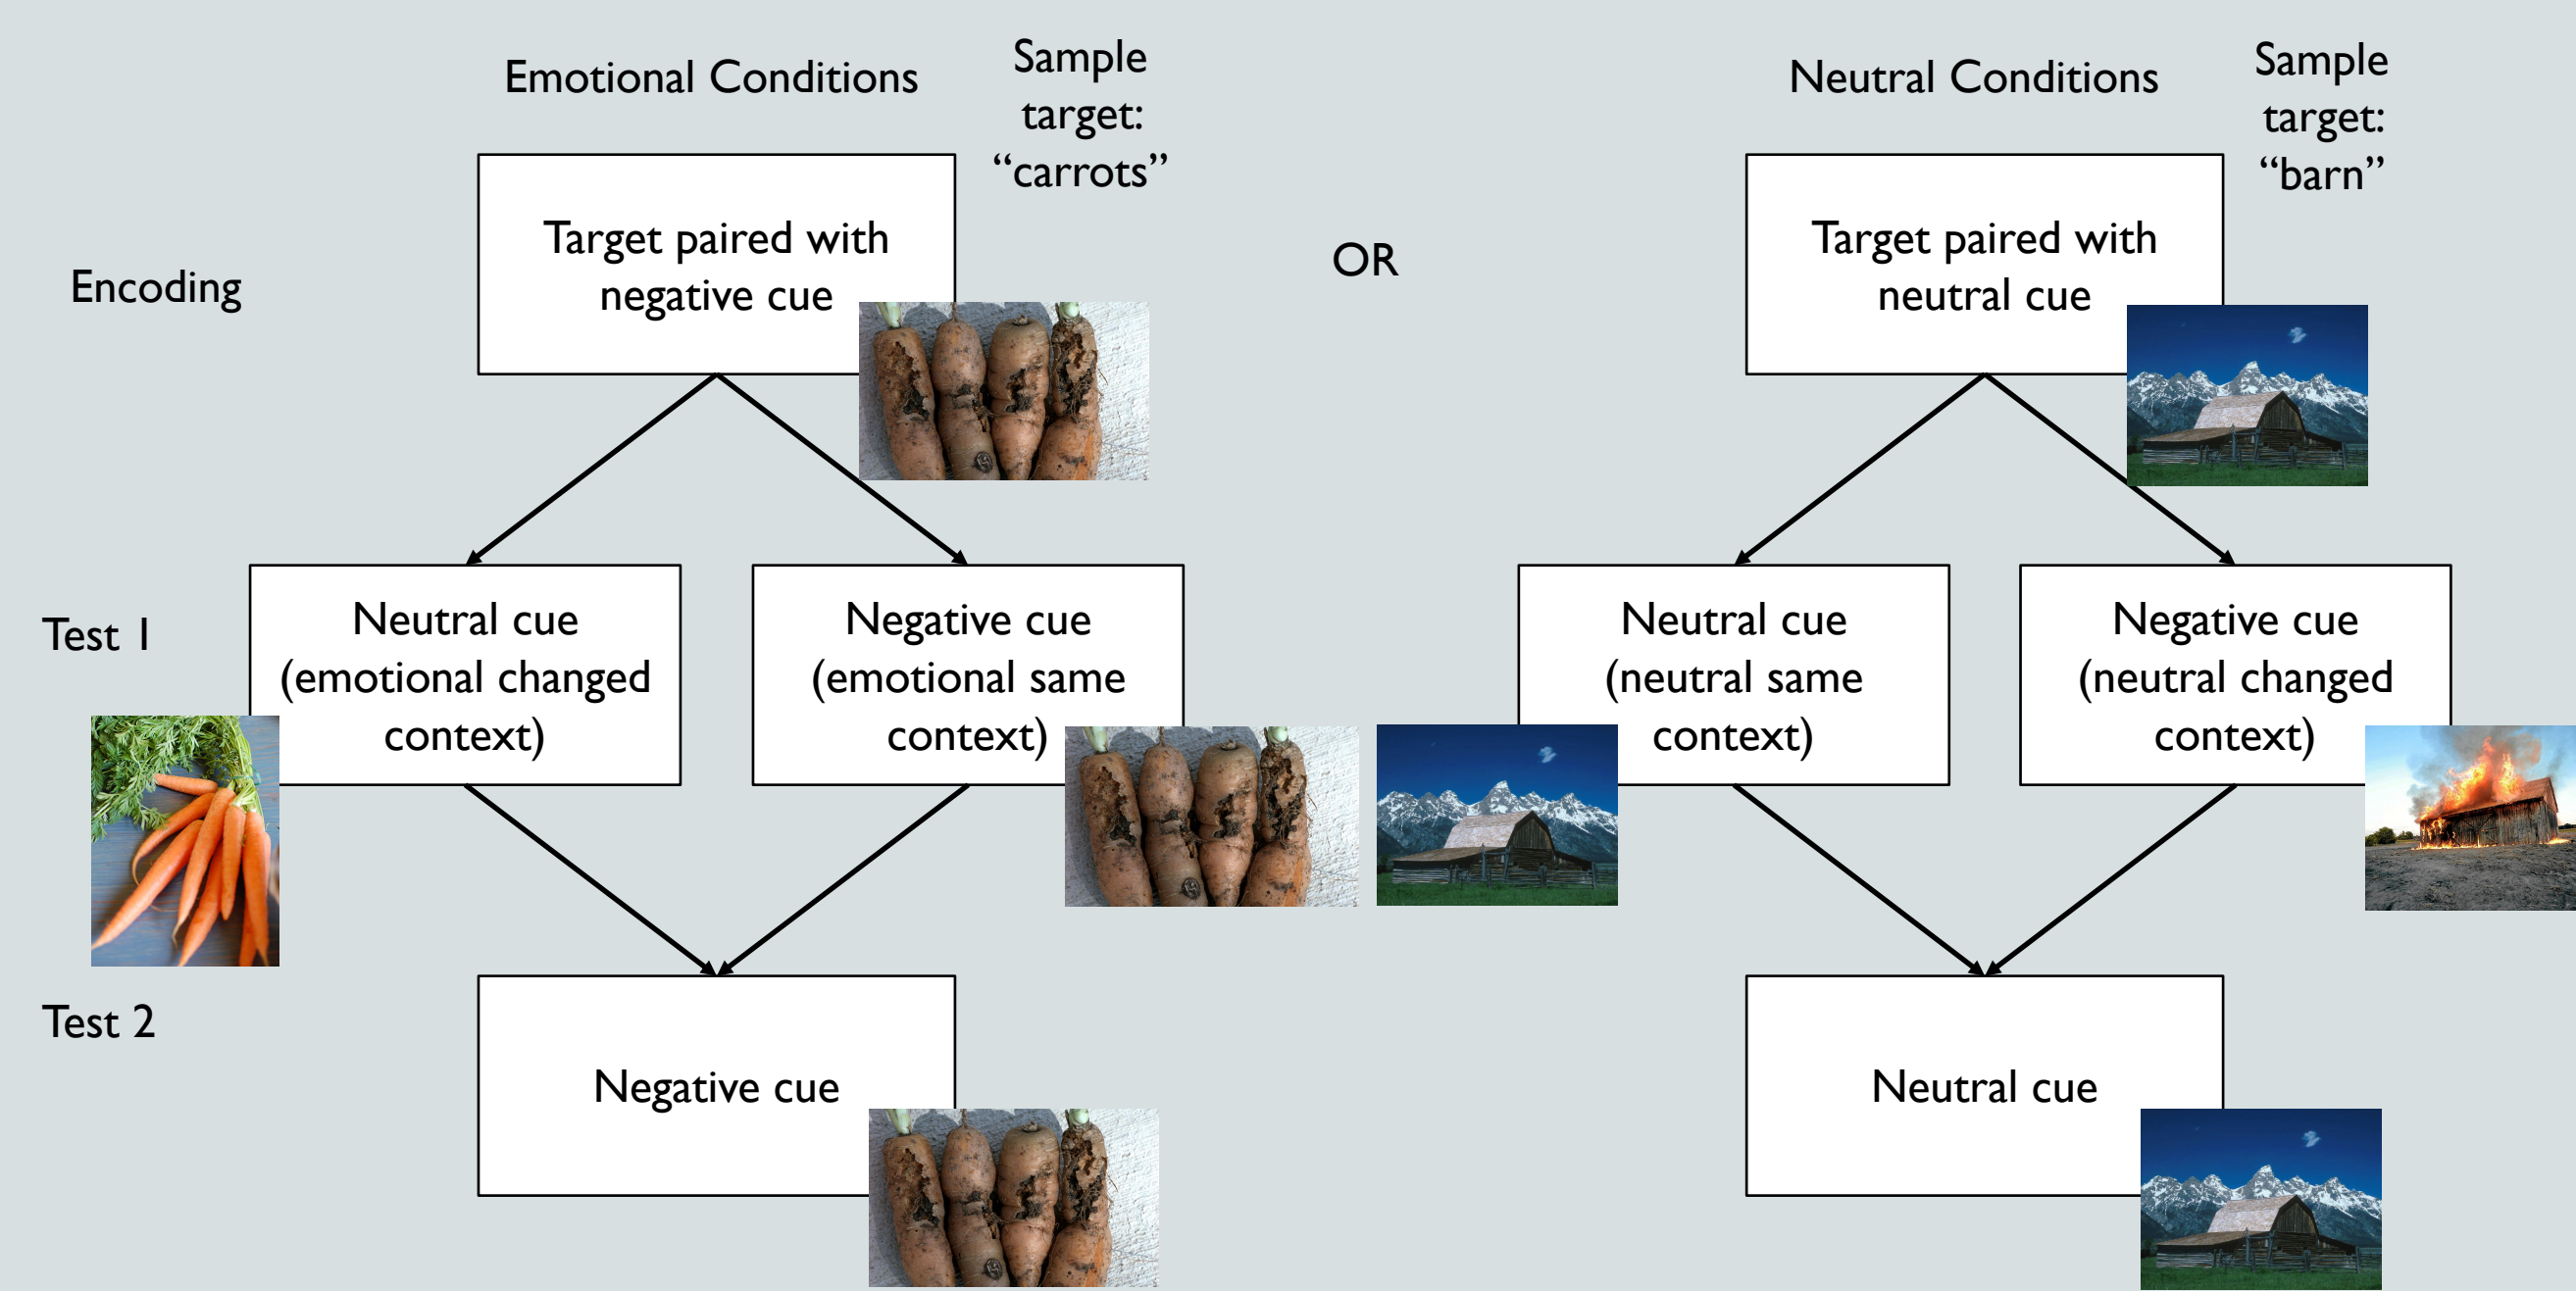 Emotional Conditions
Sample
target:
“carrots”
Neutral Conditions
Sample
target:
“barn”
Encoding
Target paired with
negative cue
OR
Target paired with
neutral cue
Test 1
Neutral cue
(emotional changed
context)
Negative cue
(emotional same
context)
Neutral cue
(neutral same
context)
Negative cue
(neutral changed
context)
Test 2
Negative cue
Neutral cue